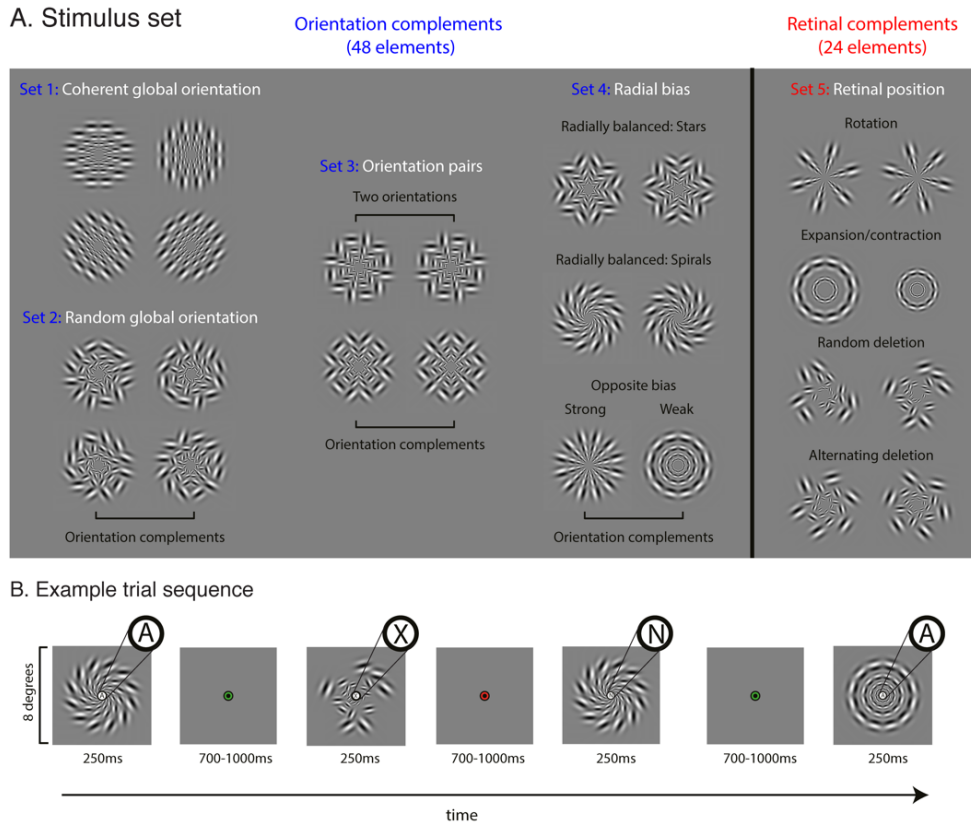 A. Stimulus set
Orientation complements
(48 elements)
Retinal complements
(24 elements)
Set 1: Coherent global orientation
Set 2: Random global orientation
Orientation complements
Set 3: Orientation pairs
Two orientations
Orientation complements
Set 4: Radial bias
Radially balanced: Stars
Radially balanced: Spirals
Opposite bias
Strong Weak
Orientation complements
Set 5: Retinal position
Rotation
Expansion/contraction
Random deletion
Alternating deletion
B. Example trial sequence
A X N A
8 degrees
250ms 700-1000ms 250ms 700-1000ms 250ms 700-1000ms 250ms
time